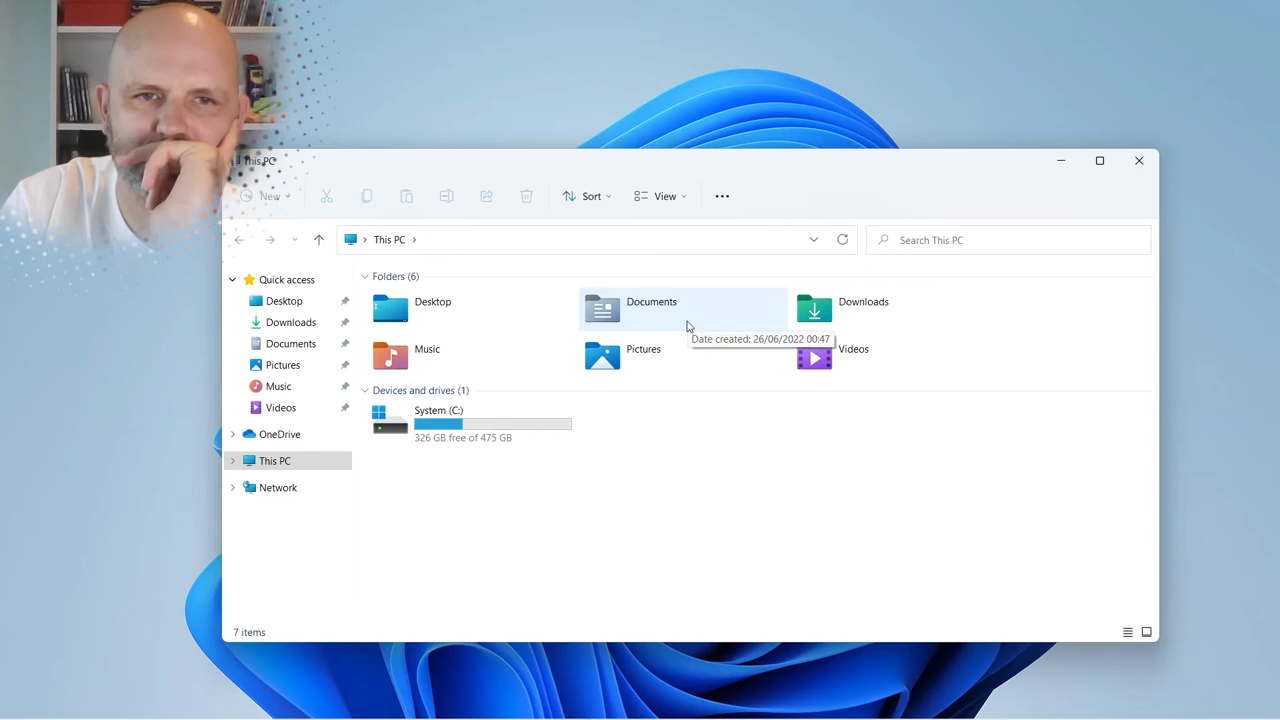 This PC
New
Sort
View
This PC
Search This PC
Quick access
Desktop
Downloads
Documents
Pictures
Music
Videos
OneDrive
This PC
Network
Folders (6)
Desktop
Documents
Downloads
Date created: 26/06/2022 00:47
Music
Pictures
Videos
Devices and drives (1)
System (C:)
326 GB free of 475 GB
7 items